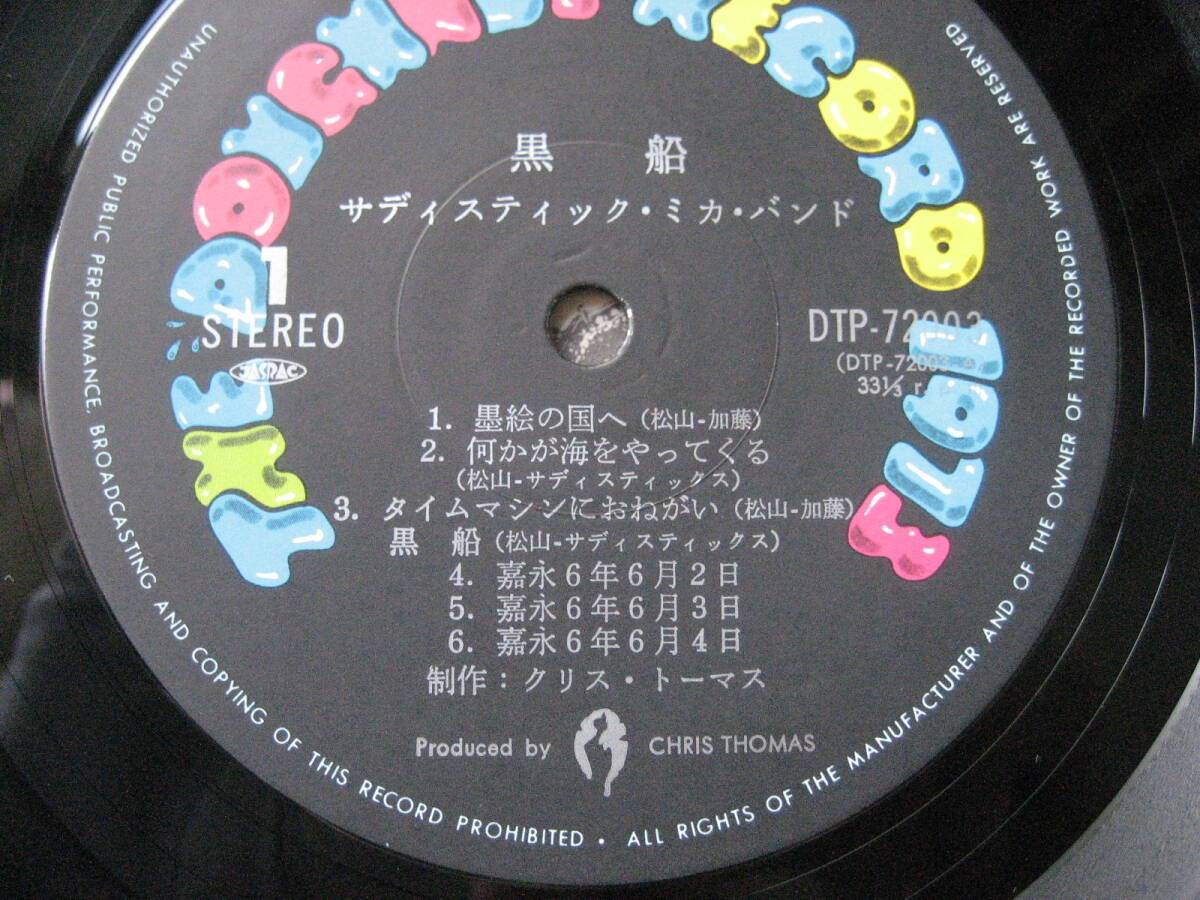 黒 船
サディスティック・ミカ・バンド
1
STEREO
JASRAC
DTP-72003
(DTP-72003
33⅓ r
1. 墨絵の国へ (松山-加藤)
2. 何かが海をやってくる
(松山-サディスティックス)
3. タイムマシンにおねがい (松山-加藤)
黒 船 (松山-サディスティックス)
4. 嘉永6年6月2日
5. 嘉永6年6月3日
6. 嘉永6年6月4日
制作：クリス・トーマス
Produced by CHRIS THOMAS
UNAUTHORIZED PUBLIC PERFORMANCE, BROADCASTING AND COPYING OF THIS RECORD PROHIBITED • ALL RIGHTS OF THE MANUFACTURER AND OF THE OWNER OF THE RECORDED WORK ARE RESERVED